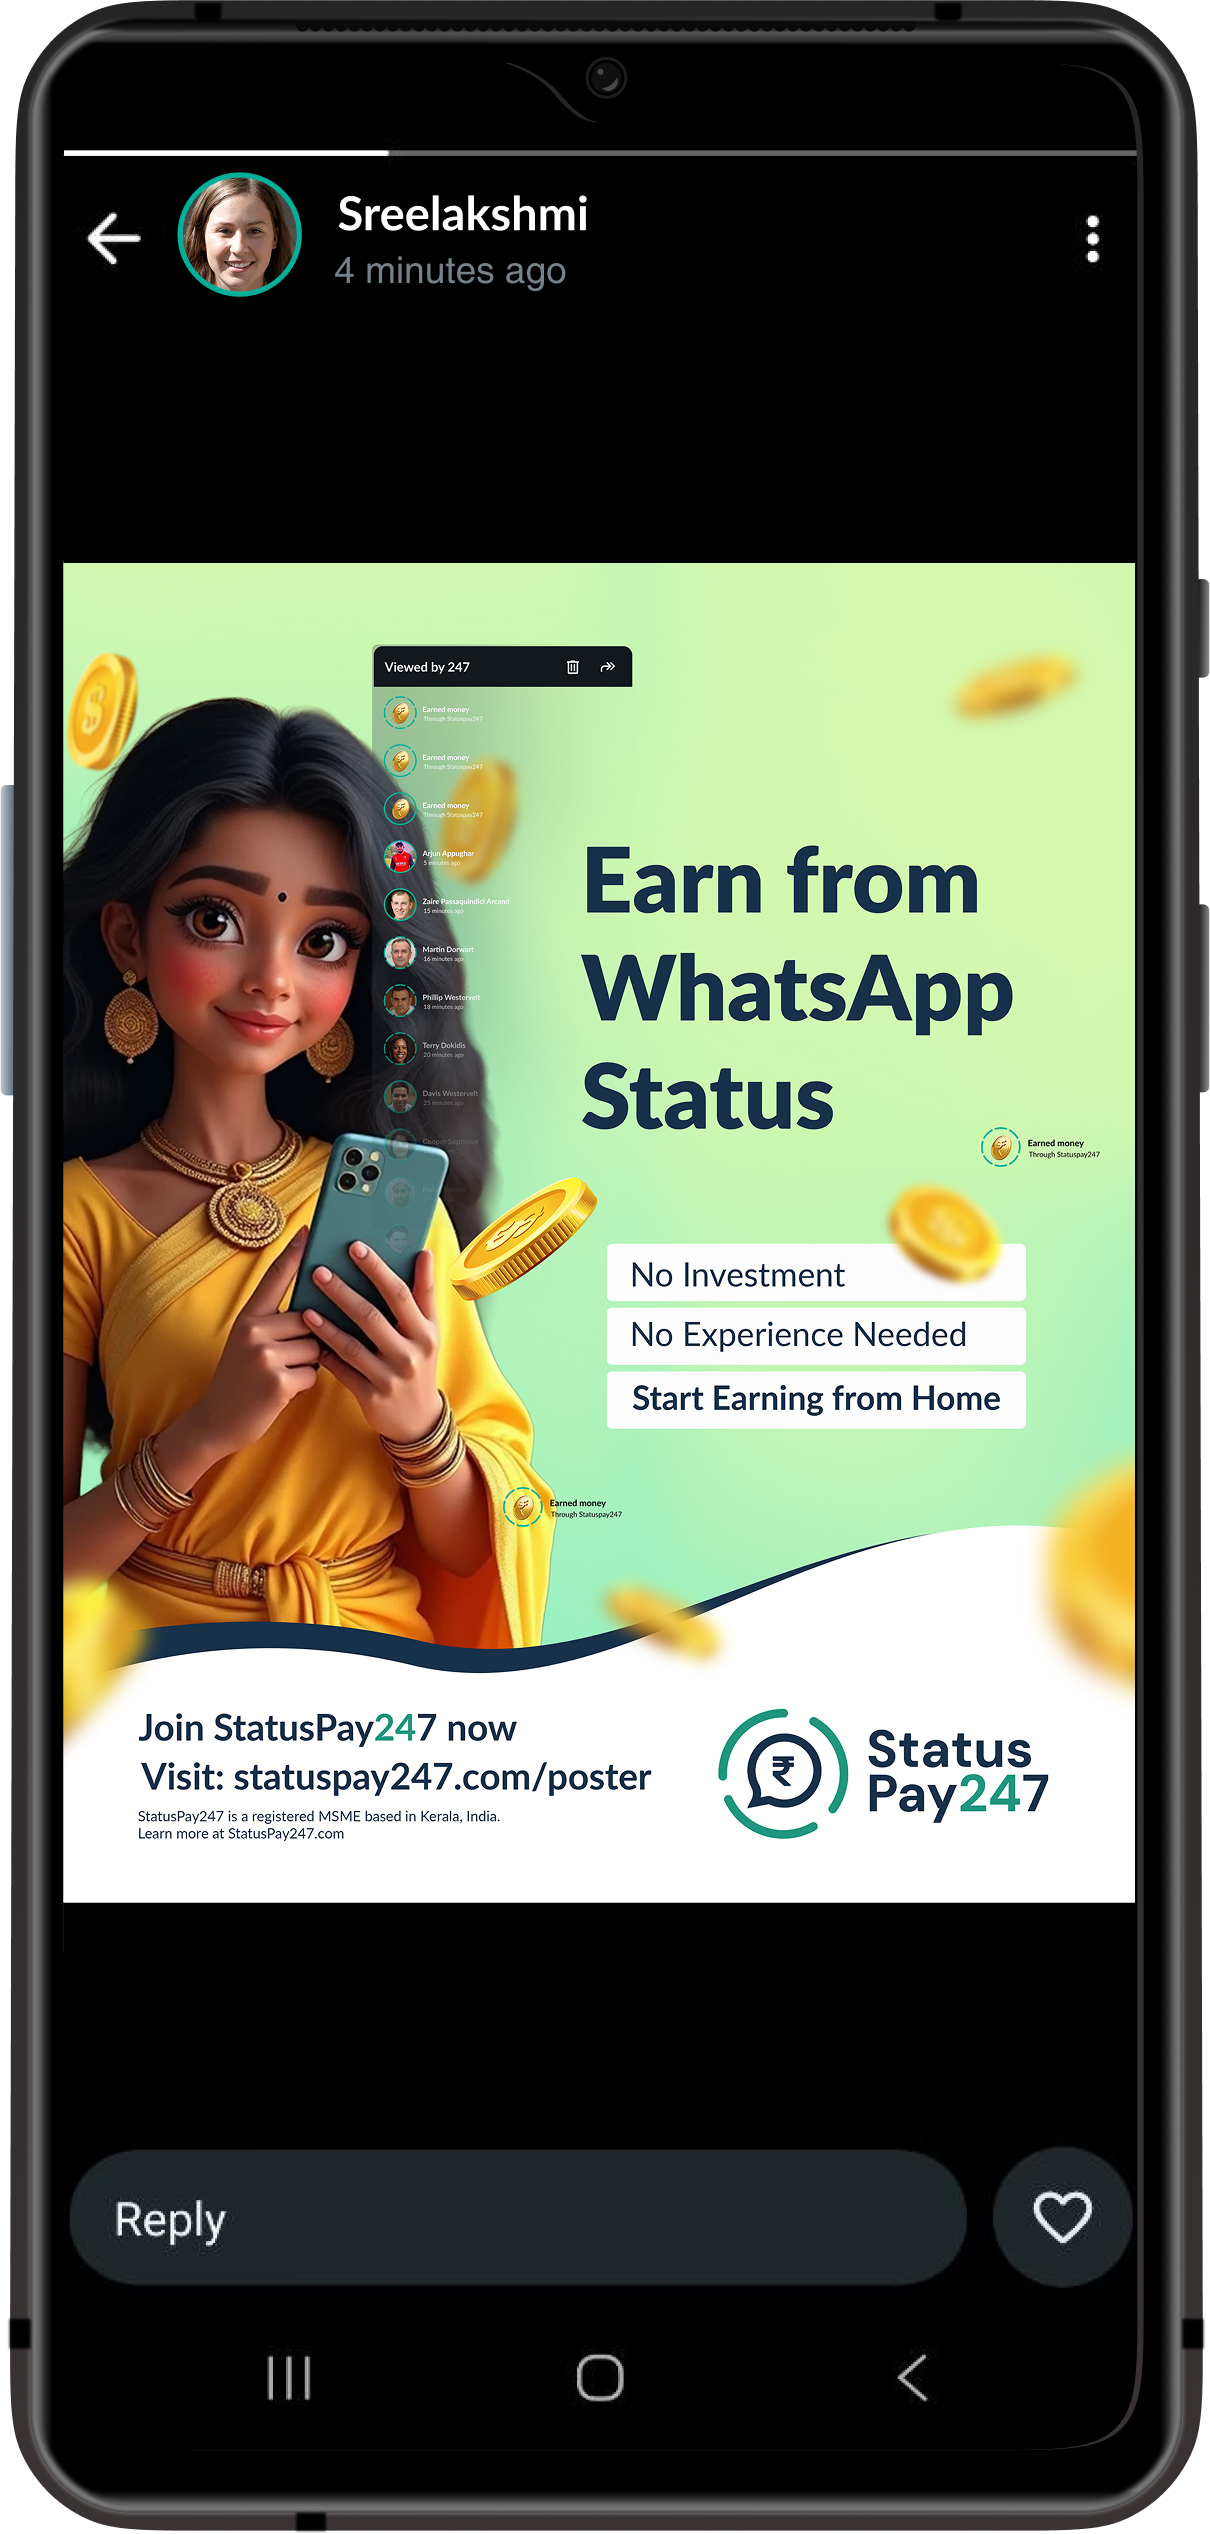 Sreelakshmi
4 minutes ago
Viewed by 247
Earned money
Through Statuspay247
Earned money
Through Statuspay247
Earned money
Through Statuspay247
Arjun Appughar
5 minutes ago
Zaire Passaquindici Arcand
15 minutes ago
Martin Dorwart
16 minutes ago
Phillip Westervelt
18 minutes ago
Terry Dokidis
20 minutes ago
Davis Westervelt
25 minutes ago
Cooper Septimus
Earn from
WhatsApp
Status
Earned money
Through Statuspay247
No Investment
No Experience Needed
Start Earning from Home
Earned money
Through Statuspay247
Join StatusPay247 now
Visit: statuspay247.com/poster
StatusPay247 is a registered MSME based in Kerala, India.
Learn more at StatusPay247.com
Status
Pay247
Reply